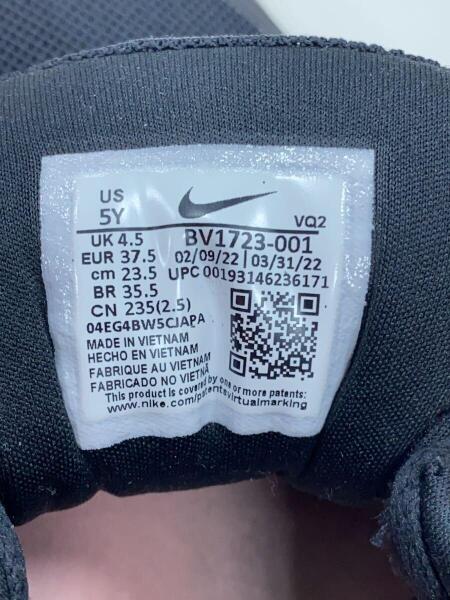 US
5Y
VQ2
UK 4.5 BV1723-001
EUR 37.5 02/09/22 | 03/31/22
cm 23.5 UPC 00193146236171
BR 35.5
CN 235(2.5)
04EG4BW5CJAPA
MADE IN VIETNAM
HECHO EN VIETNAM
FABRIQUE AU VIETNAM
FABRICADO NO VIETNÃ
This product is covered by one or more patents:
www.nike.com/patentsvirtualmarking